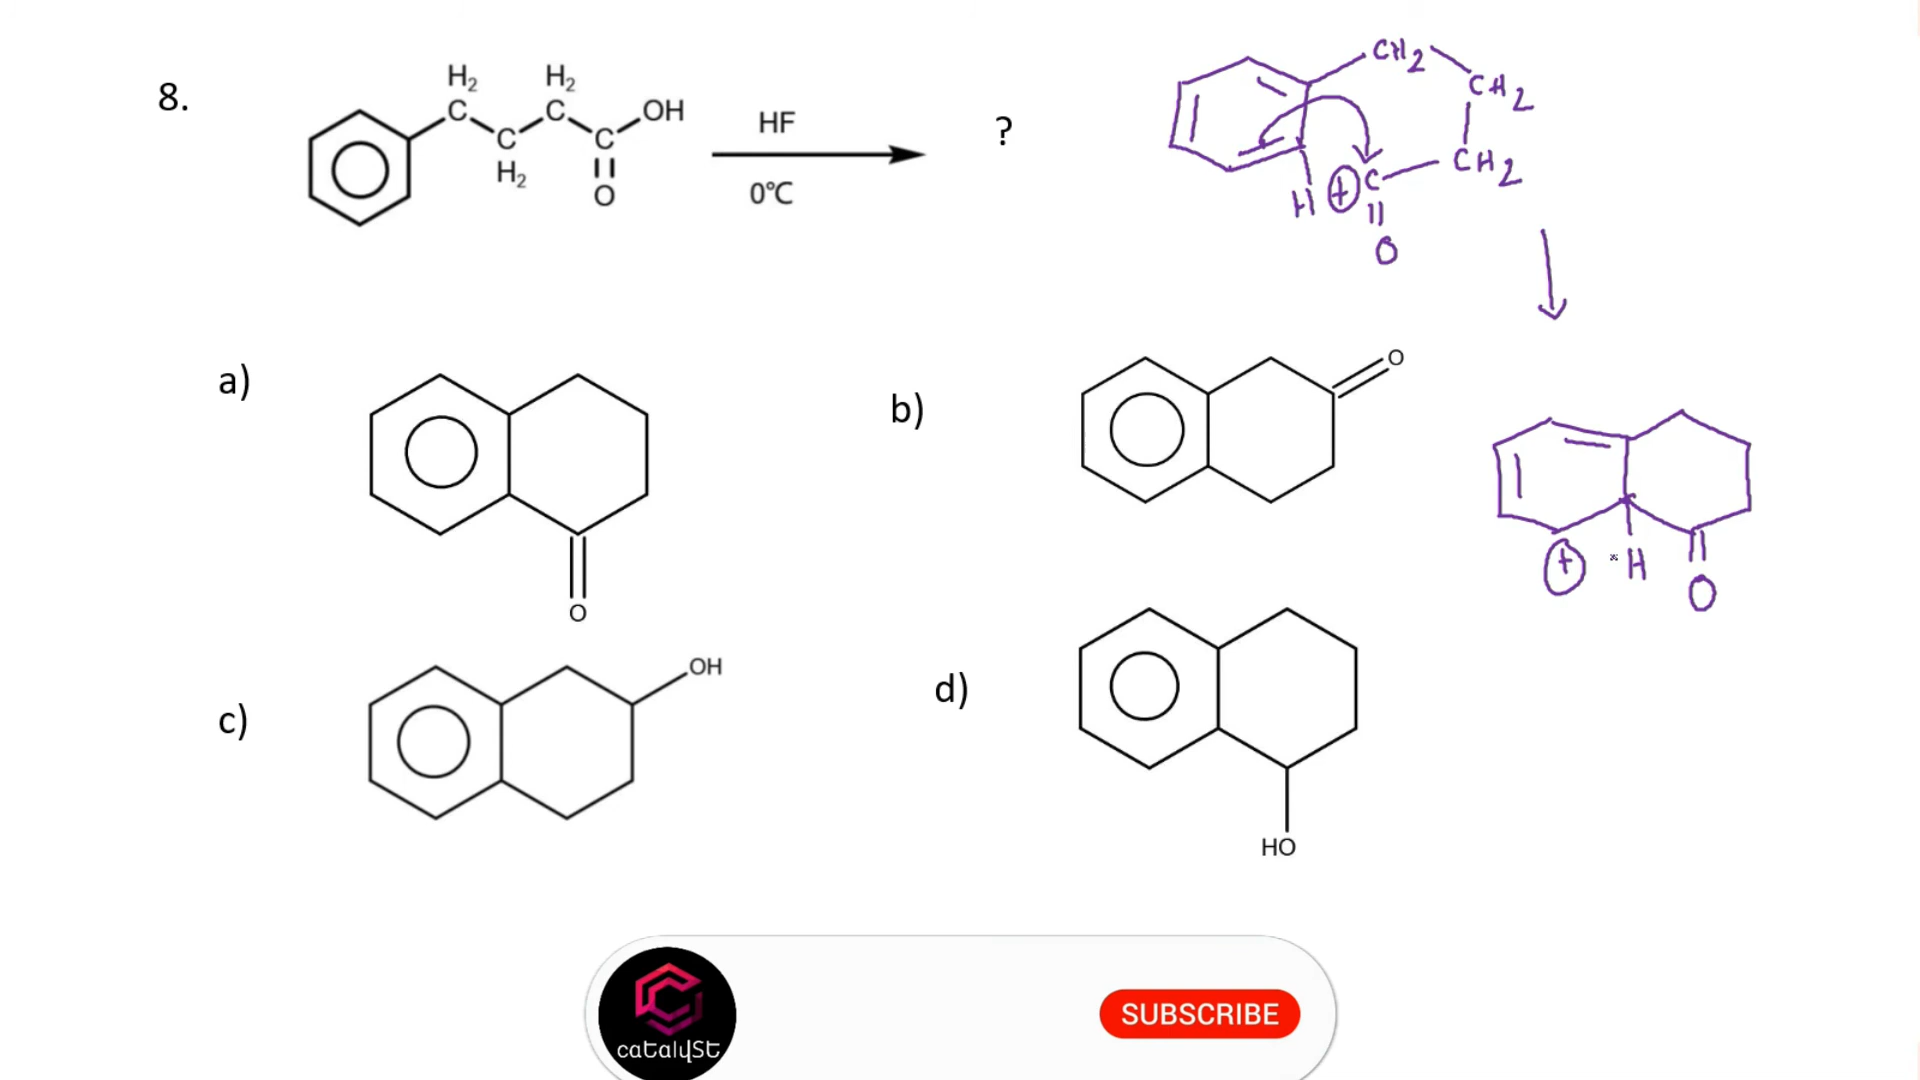 8.
H₂ H₂
C C OH
C C
H₂ O
HF
0℃
?
CH2
CH2
CH2
H + C
O
a)
O
b)
O
+ H O
c)
OH
d)
HO
catalyst
SUBSCRIBE